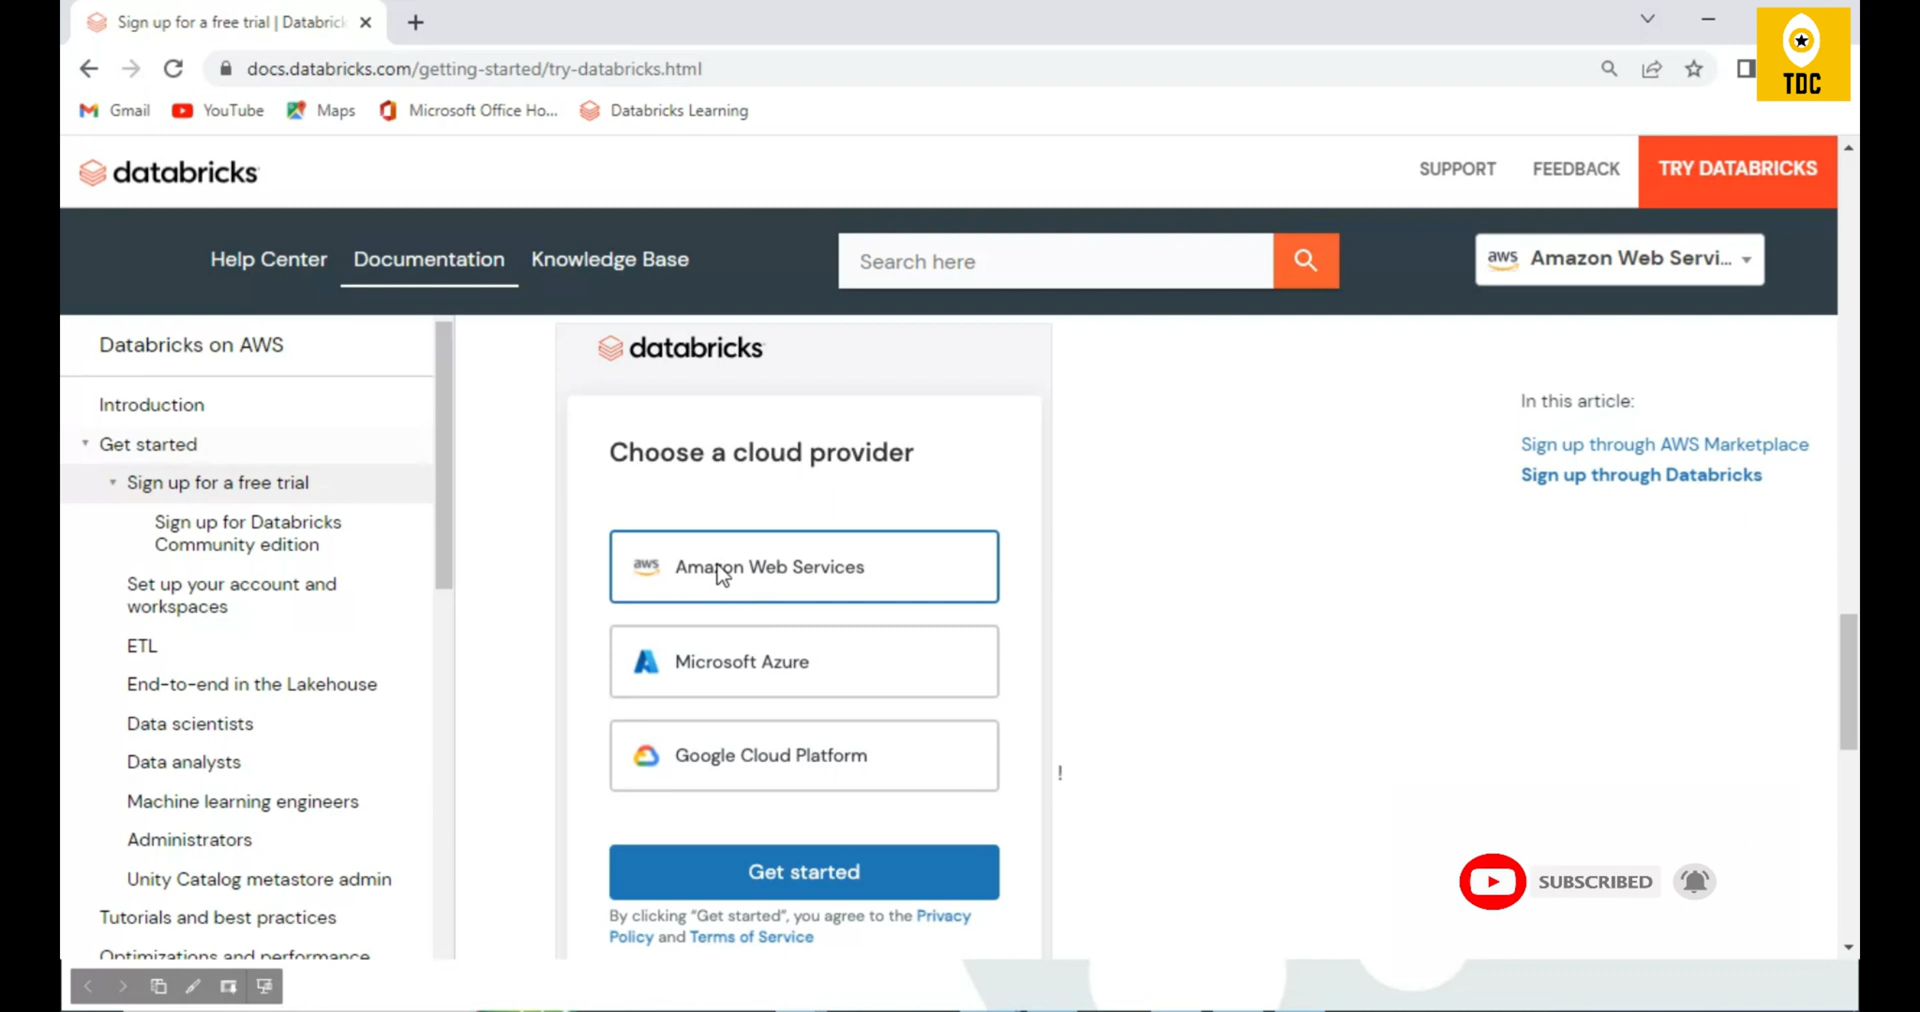 Sign up for a free trial | Databrick
TDC
docs.databricks.com/getting-started/try-databricks.html
Gmail
YouTube
Maps
Microsoft Office Ho...
Databricks Learning
databricks
SUPPORT
FEEDBACK
TRY DATABRICKS
Help Center
Documentation
Knowledge Base
Search here
aws Amazon Web Servi...
Databricks on AWS
Introduction
Get started
Sign up for a free trial
Sign up for Databricks
Community edition
Set up your account and
workspaces
ETL
End-to-end in the Lakehouse
Data scientists
Data analysts
Machine learning engineers
Administrators
Unity Catalog metastore admin
Tutorials and best practices
Optimizations and performance
databricks
Choose a cloud provider
aws Amazon Web Services
Microsoft Azure
Google Cloud Platform
!
Get started
By clicking "Get started", you agree to the Privacy
Policy and Terms of Service
In this article:
Sign up through AWS Marketplace
Sign up through Databricks
SUBSCRIBED